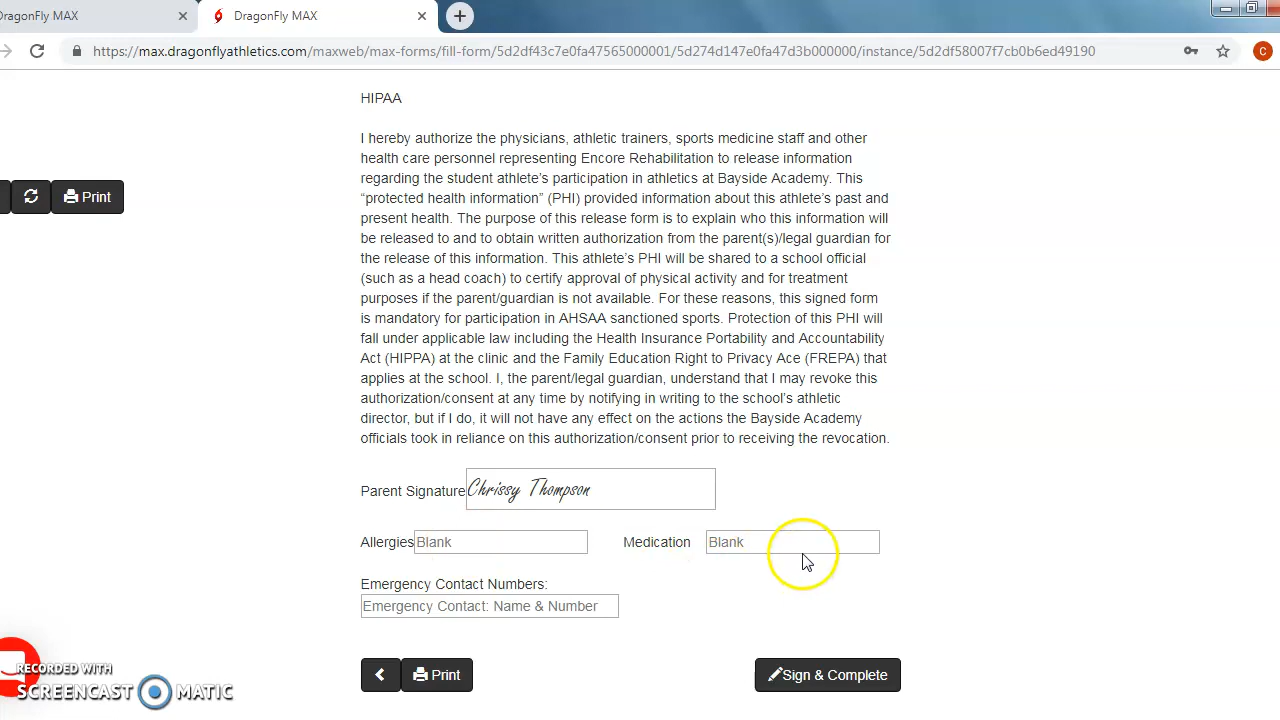 DragonFly MAX
DragonFly MAX
https://max.dragonflyathletics.com/maxweb/max-forms/fill-form/5d2df43c7e0fa47565000001/5d274d147e0fa47d3b000000/instance/5d2df58007f7cb0b6ed49190
C
HIPAA
I hereby authorize the physicians, athletic trainers, sports medicine staff and other
health care personnel representing Encore Rehabilitation to release information
regarding the student athlete's participation in athletics at Bayside Academy. This
“protected health information” (PHI) provided information about this athlete's past and
present health. The purpose of this release form is to explain who this information will
be released to and to obtain written authorization from the parent(s)/legal guardian for
the release of this information. This athlete's PHI will be shared to a school official
(such as a head coach) to certify approval of physical activity and for treatment
purposes if the parent/guardian is not available. For these reasons, this signed form
is mandatory for participation in AHSAA sanctioned sports. Protection of this PHI will
fall under applicable law including the Health Insurance Portability and Accountability
Act (HIPPA) at the clinic and the Family Education Right to Privacy Ace (FREPA) that
applies at the school. I, the parent/legal guardian, understand that I may revoke this
authorization/consent at any time by notifying in writing to the school's athletic
director, but if I do, it will not have any effect on the actions the Bayside Academy
officials took in reliance on this authorization/consent prior to receiving the revocation.
Print
Parent Signature Chrissy Thompson
Allergies Blank Medication Blank
Emergency Contact Numbers:
Emergency Contact: Name & Number
Print Sign & Complete
RECORDED WITH
SCREENCAST MATIC